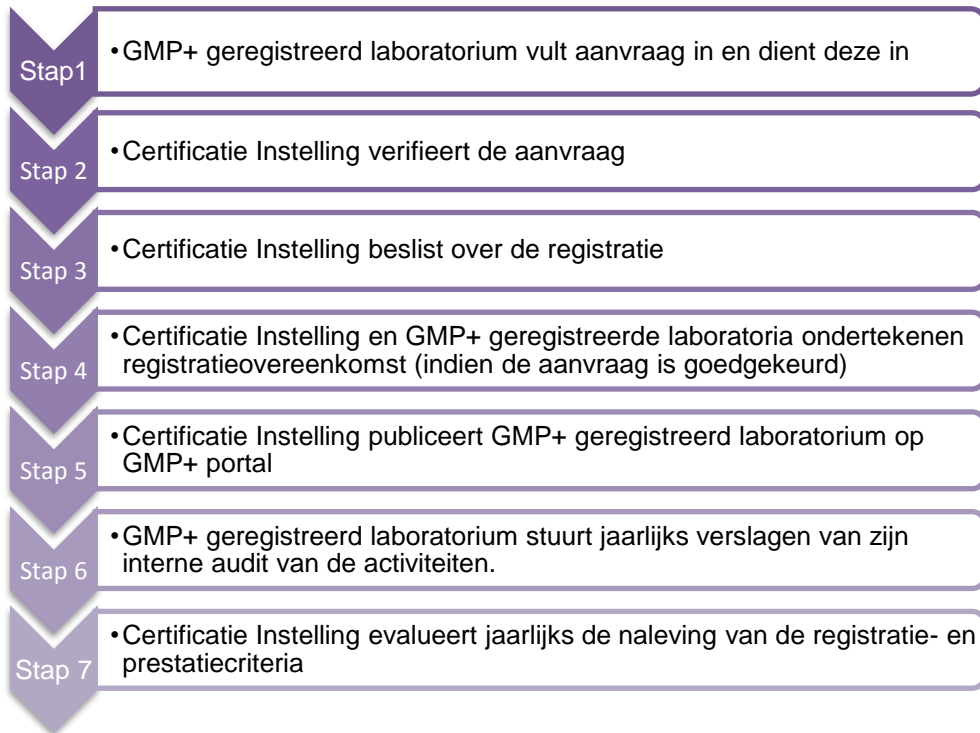 Stap1
•GMP+ geregistreerd laboratorium vult aanvraag in en dient deze in
Stap 2
•Certificatie Instelling verifieert de aanvraag
Stap 3
•Certificatie Instelling beslist over de registratie
Stap 4
•Certificatie Instelling en GMP+ geregistreerde laboratoria ondertekenen
registratieovereenkomst (indien de aanvraag is goedgekeurd)
Stap 5
•Certificatie Instelling publiceert GMP+ geregistreerd laboratorium op
GMP+ portal
Stap 6
•GMP+ geregistreerd laboratorium stuurt jaarlijks verslagen van zijn
interne audit van de activiteiten.
Stap 7
•Certificatie Instelling evalueert jaarlijks de naleving van de registratie- en
prestatiecriteria